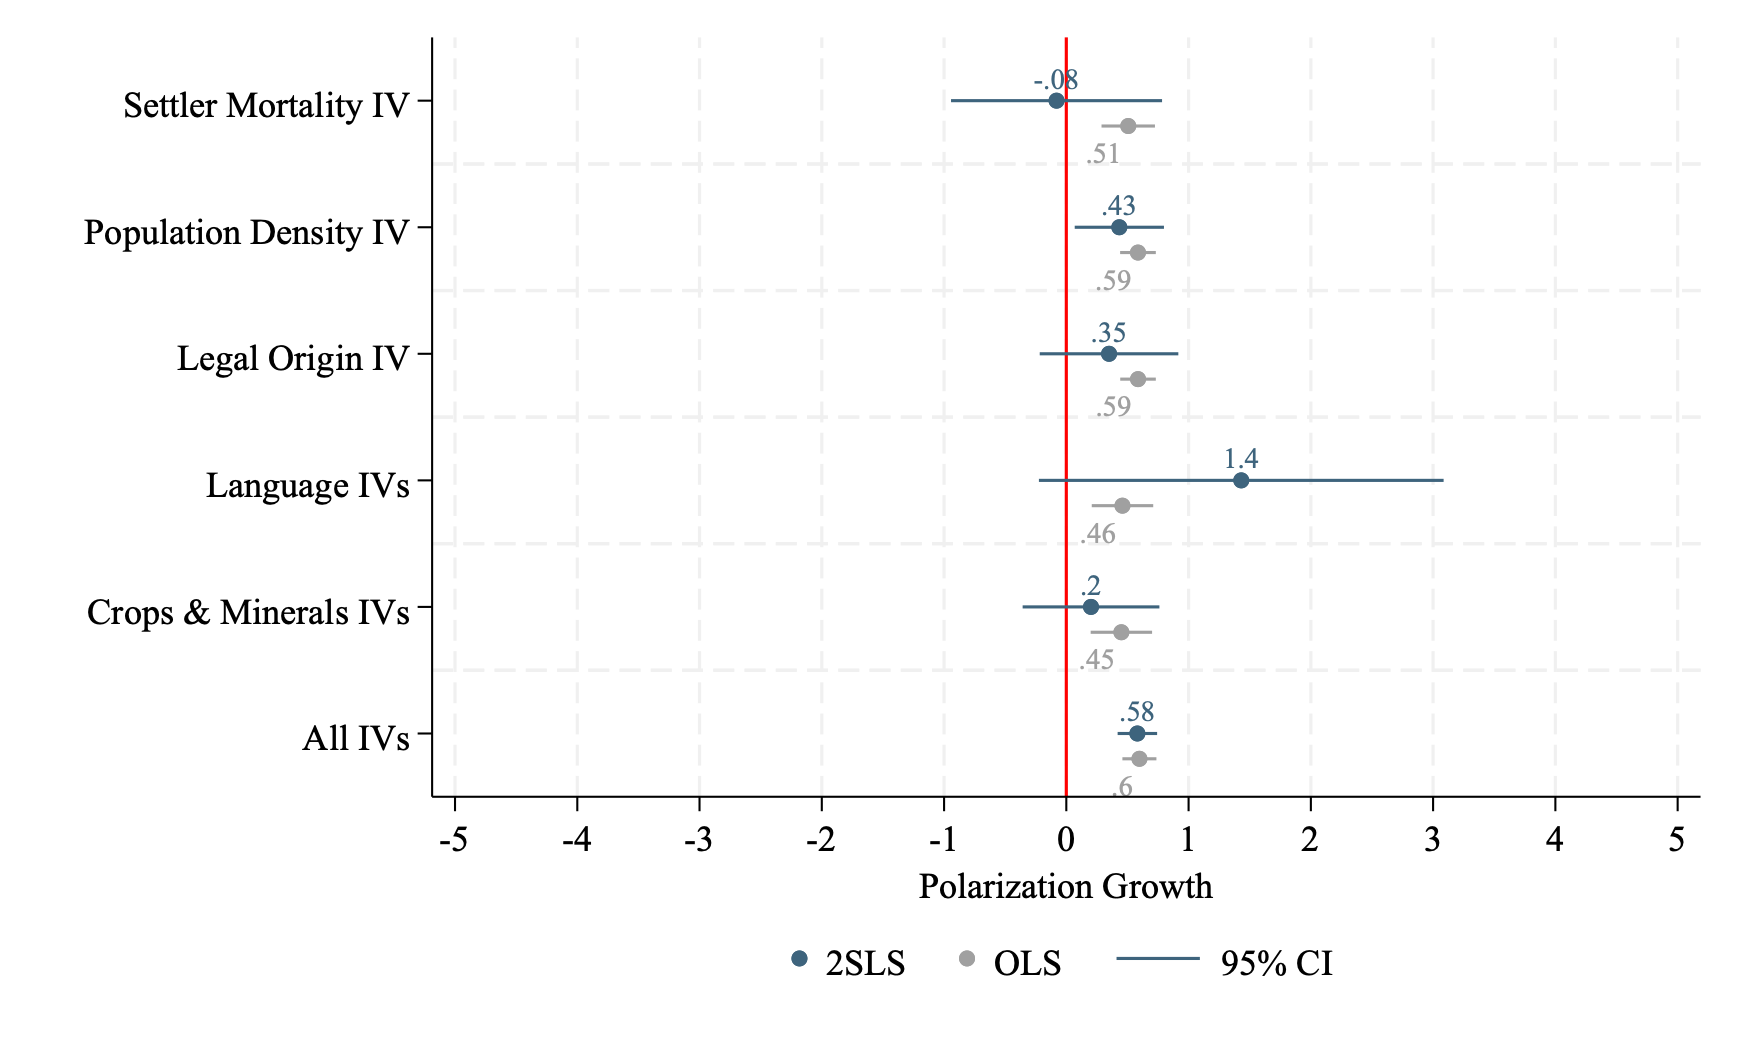 Settler Mortality IV
-.08
.51
Population Density IV
.43
.59
Legal Origin IV
.35
.59
Language IVs
1.4
.46
Crops & Minerals IVs
.2
.45
All IVs
.58
.6
-5 -4 -3 -2 -1 0 1 2 3 4 5
Polarization Growth
2SLS OLS 95% CI